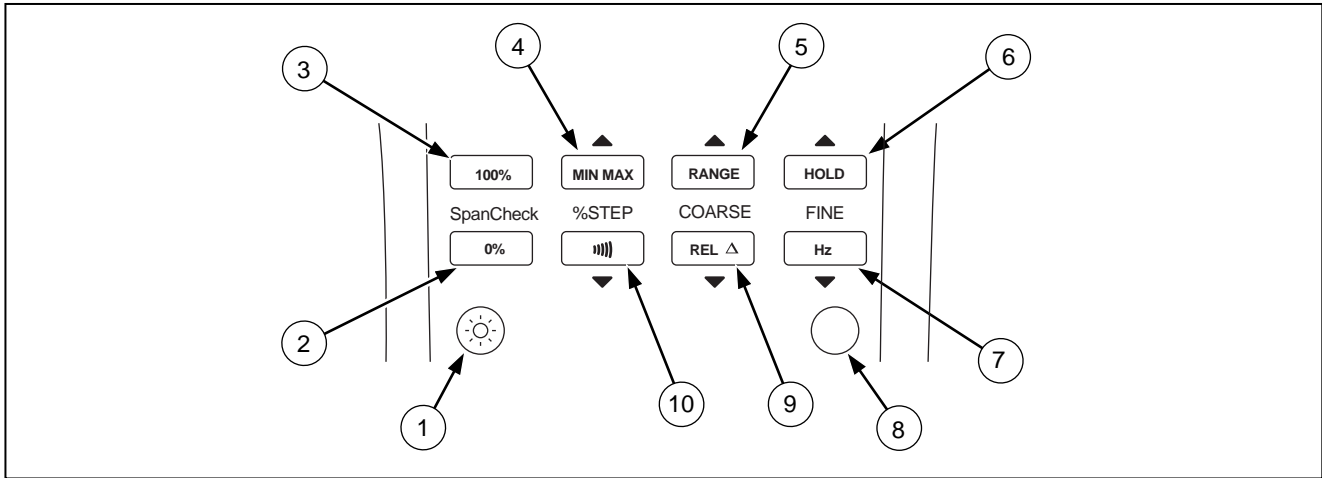 4 5
3 6
100% MIN MAX RANGE HOLD
SpanCheck %STEP COARSE FINE
0% REL Δ Hz
2 7
1 10 9 8